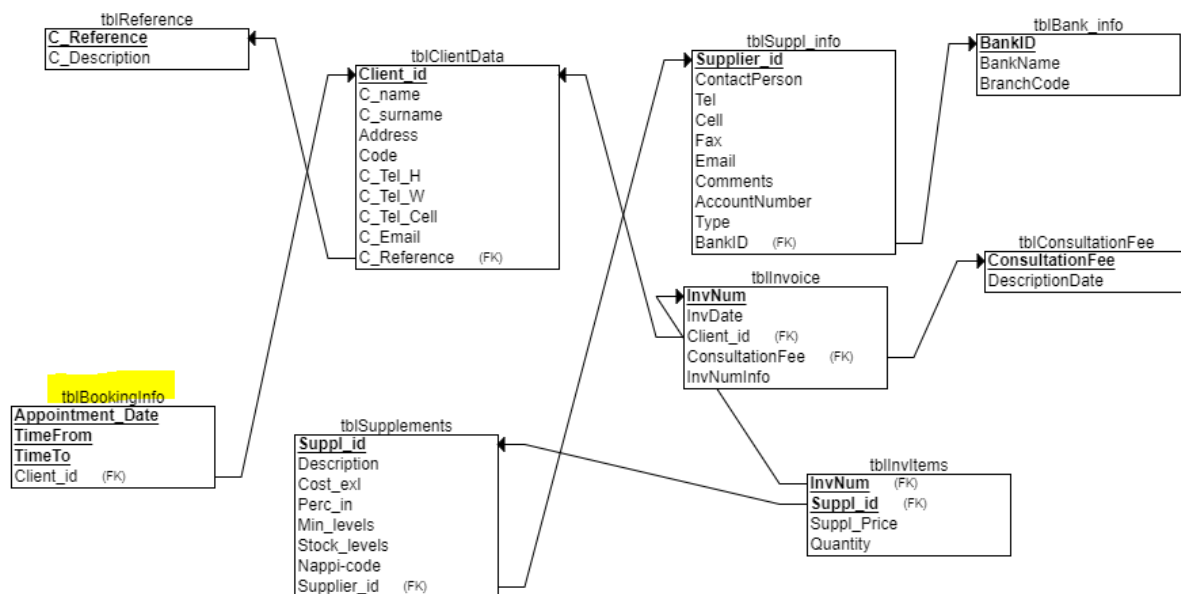 tblReference
C_Reference
C_Description
tblClientData
Client_id
C_name
C_surname
Address
Code
C_Tel_H
C_Tel_W
C_Tel_Cell
C_Email
C_Reference (FK)
tblSuppl_info
Supplier_id
ContactPerson
Tel
Cell
Fax
Email
Comments
AccountNumber
Type
BankID (FK)
tblBank_info
BankID
BankName
BranchCode
tblConsultationFee
ConsultationFee
DescriptionDate
tblInvoice
InvNum
InvDate
Client_id (FK)
ConsultationFee (FK)
InvNumInfo
tblBookingInfo
Appointment_Date
TimeFrom
TimeTo
Client_id (FK)
tblSupplements
Suppl_id
Description
Cost_exl
Perc_in
Min_levels
Stock_levels
Nappi-code
Supplier_id (FK)
tblInvItems
InvNum (FK)
Suppl_id (FK)
Suppl_Price
Quantity